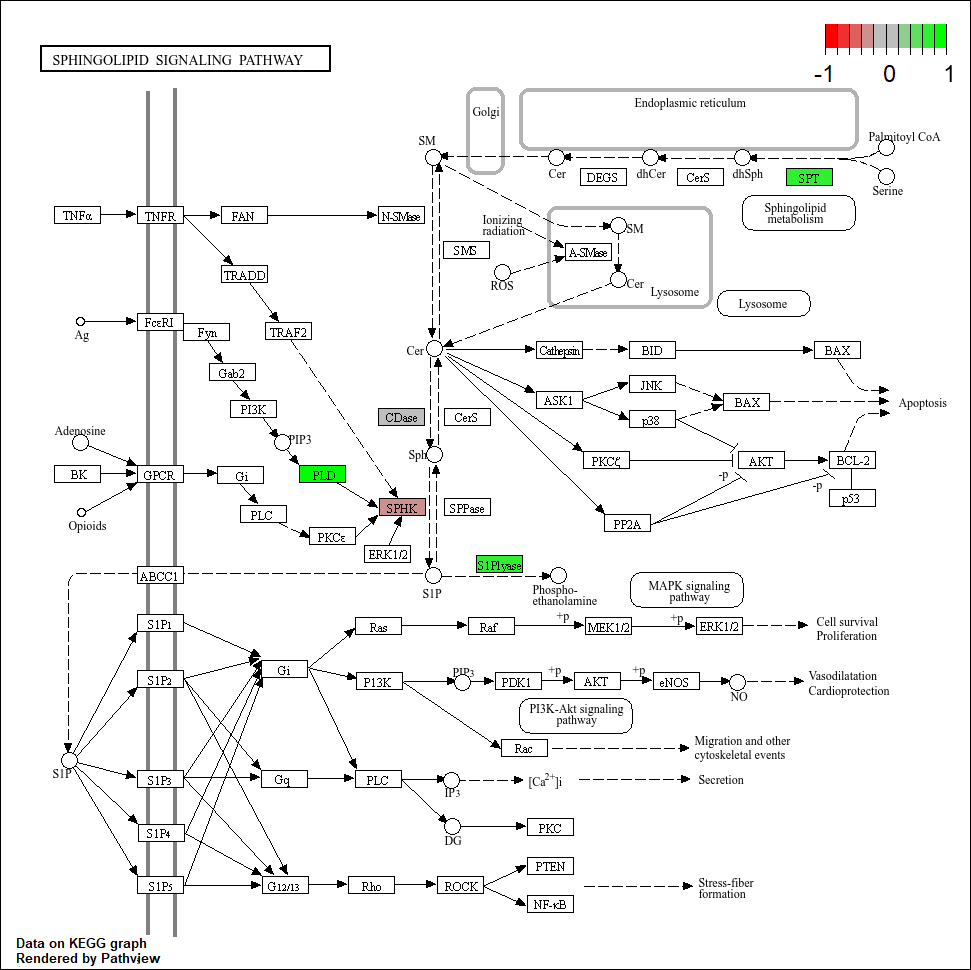 SPHINGOLIPID SIGNALING PATHWAY
-1 0 1
Golgi
Endoplasmic reticulum
SM
Cer
dhCer
dhSph
Palmitoyl CoA
DEGS
CerS
SPT
Serine
Sphingolipid
metabolism
TNFα
TNFR
FAN
N-SMase
Ionizing
radiation
SM
SMS
A-SMase
TRADD
ROS
Cer
Lysosome
Lysosome
Ag
FcεRI
Fyn
TRAF2
Cer
Cathepsin
BID
BAX
Gab2
JNK
ASK1
BAX
Apoptosis
PI3K
CDase
CerS
p38
Adenosine
PIP3
Sph
PKCζ
AKT
BCL-2
BK
GPCR
Gi
PLD
-p
-p
p53
Opioids
PLC
SPHK
SPPase
PP2A
PKCε
ERK1/2
ABCC1
S1P
S1Plyase
Phospho-
ethanolamine
MAPK signaling
pathway
S1P1
Ras
Raf
+p
MEK1/2
+p
ERK1/2
Cell survival
Proliferation
S1P2
Gi
P13K
PIP3
PDK1
+p
AKT
+p
eNOS
NO
Vasodilatation
Cardioprotection
PI3K-Akt signaling
pathway
Rac
Migration and other
cytoskeletal events
S1P
S1P3
Gq
PLC
IP3
[Ca2+]i
Secretion
S1P4
DG
PKC
S1P5
G12/13
Rho
ROCK
PTEN
NF-κB
Stress-fiber
formation
Data on KEGG graph
Rendered by Pathview